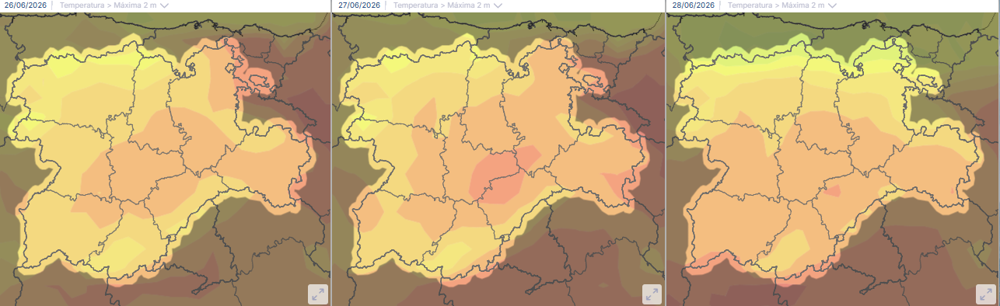 26/06/2026 Temperatura > Máxima 2 m
27/06/2026 Temperatura > Máxima 2 m
28/06/2026 Temperatura > Máxima 2 m